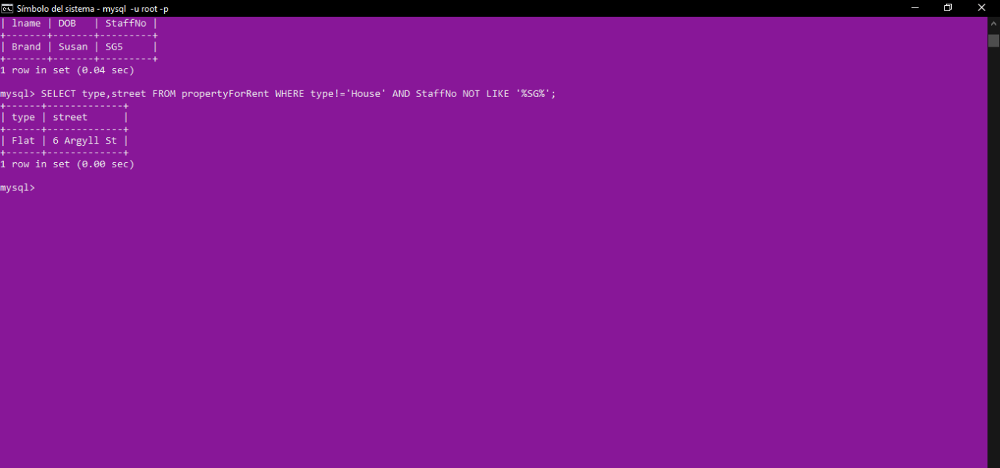 Símbolo del sistema - mysql -u root -p
| lname | DOB   | StaffNo |
+-------+-------+---------+
| Brand | Susan | SG5     |
+-------+-------+---------+
1 row in set (0.04 sec)
mysql> SELECT type,street FROM propertyForRent WHERE type!='House' AND StaffNo NOT LIKE '%SG%';
+------+-------------+
| type | street      |
+------+-------------+
| Flat | 6 Argyll St |
+------+-------------+
1 row in set (0.00 sec)
mysql>